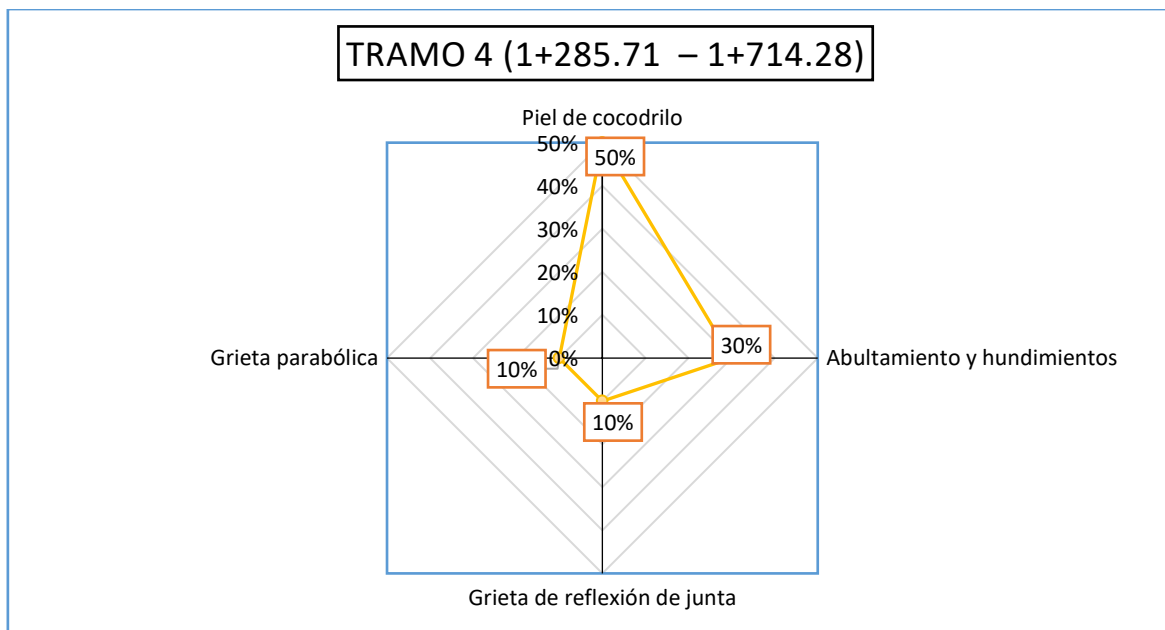 TRAMO 4 (1+285.71 – 1+714.28)
Piel de cocodrilo
50%
50%
40%
30%
20%
10%
30%
Grieta parabólica
0%
Abultamiento y hundimientos
10%
10%
Grieta de reflexión de junta